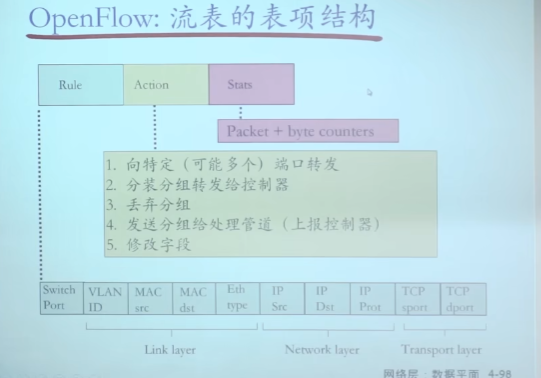 OpenFlow: 流表的表项结构
Rule Action Stats
Packet + byte counters
1. 向特定（可能多个）端口转发
2. 分装分组转发给控制器
3. 丢弃分组
4. 发送分组给处理管道（上报控制器）
5. 修改字段
Switch Port
VLAN ID
MAC src
MAC dst
Eth type
IP Src
IP Dst
IP Prot
TCP sport
TCP dport
Link layer Network layer Transport layer
网络层：数据平面 4-98